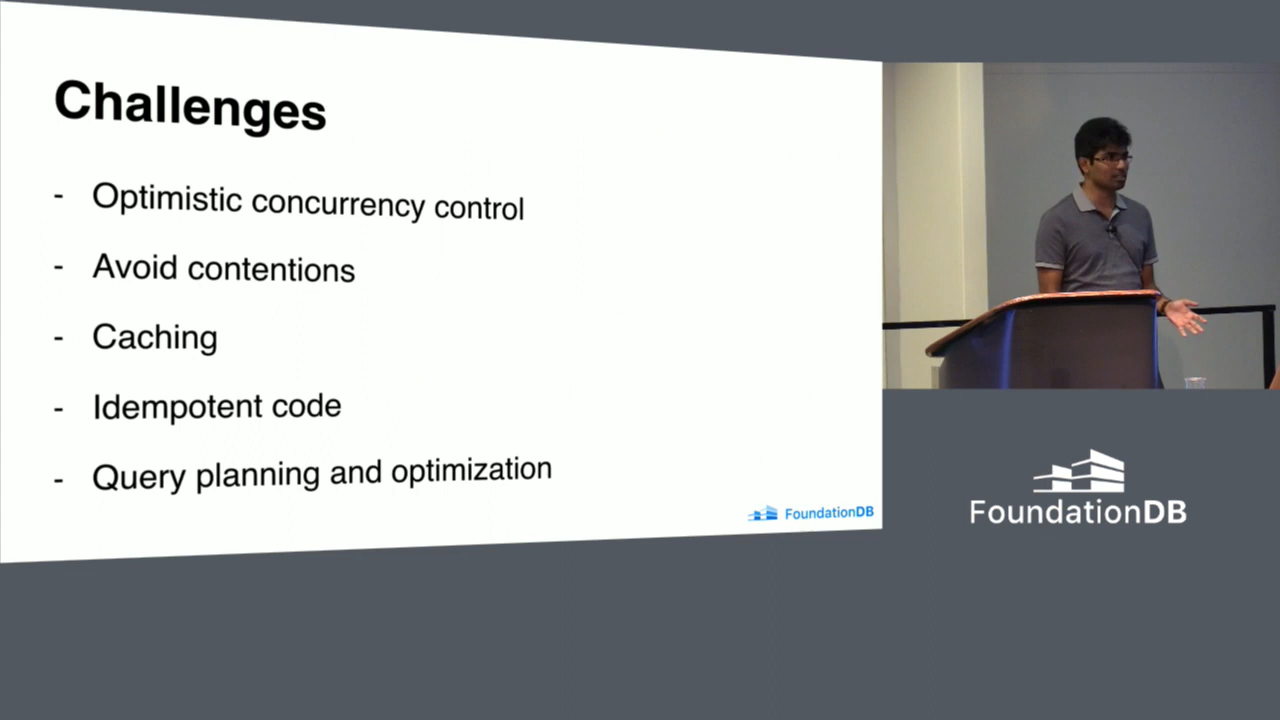 Challenges
- Optimistic concurrency control
- Avoid contentions
- Caching
- Idempotent code
- Query planning and optimization
FoundationDB
FoundationDB